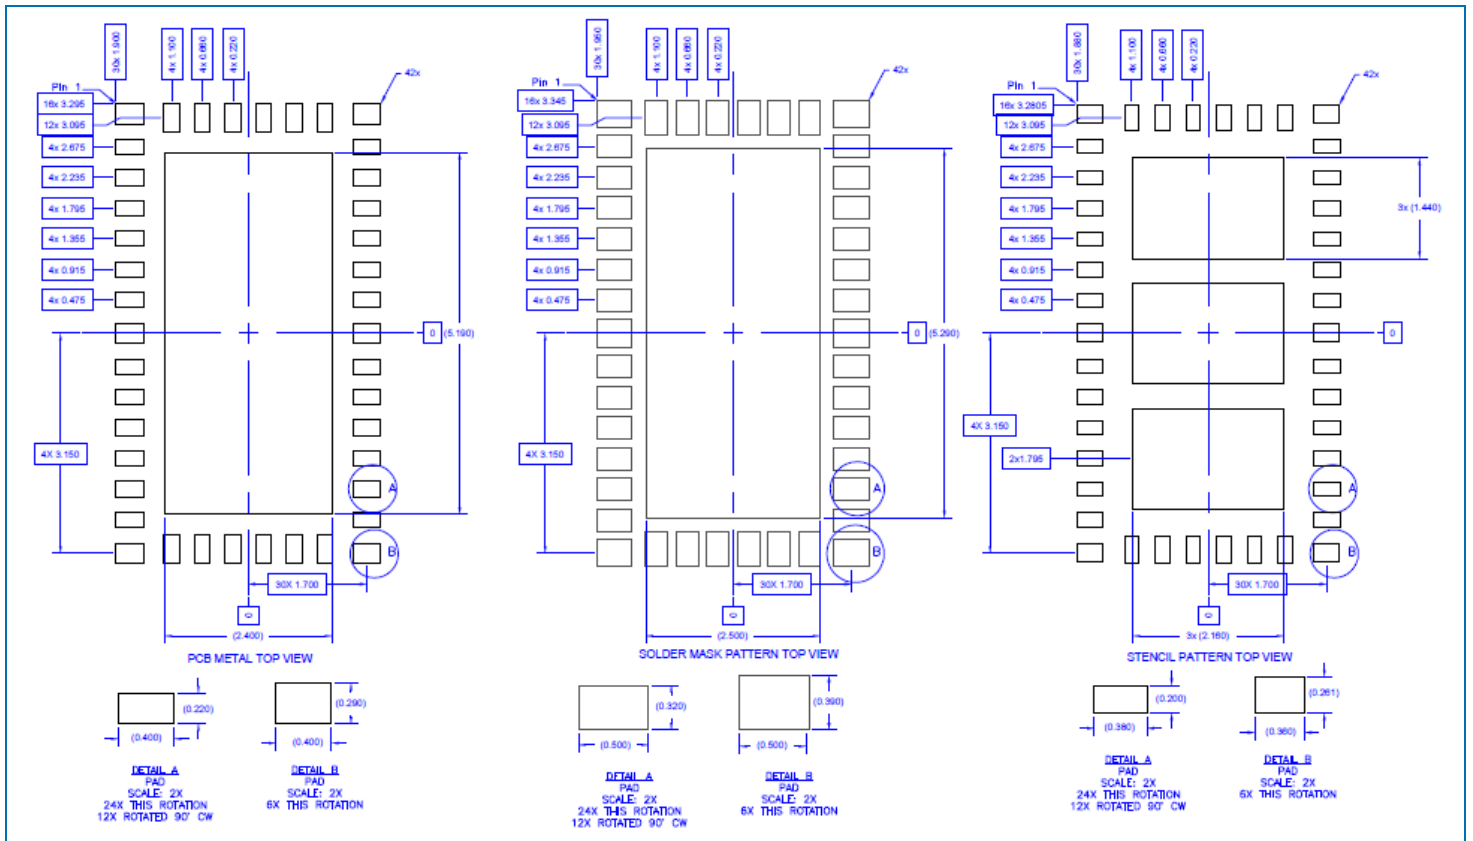 30x 1.900
4x 1.100
4x 0.660
4x 0.220
Pin 1
42x
16x 3.295
12x 3.095
4x 2.675
4x 2.235
4x 1.795
4x 1.355
4x 0.915
4x 0.475
0
(5.190)
4X 3.150
A
B
30X 1.700
0
(2.400)
PCB METAL TOP VIEW
(0.220)
(0.400)
DETAIL A
PAD
SCALE: 2X
24X THIS ROTATION
12X ROTATED 90° CW
(0.290)
(0.400)
DETAIL B
PAD
SCALE: 2X
6X THIS ROTATION
30x 1.950
4x 1.100
4x 0.660
4x 0.220
Pin 1
42x
16x 3.345
12x 3.095
4x 2.675
4x 2.235
4x 1.795
4x 1.355
4x 0.915
4x 0.475
0
(5.290)
4X 3.150
A
B
30X 1.700
0
(2.500)
SOLDER MASK PATTERN TOP VIEW
(0.320)
(0.500)
DETAIL A
PAD
SCALE: 2X
24X THIS ROTATION
12X ROTATED 90° CW
(0.390)
(0.500)
DETAIL B
PAD
SCALE: 2X
6X THIS ROTATION
30x 1.880
4x 1.100
4x 0.660
4x 0.220
Pin 1
42x
16x 3.2805
12x 3.095
4x 2.675
4x 2.235
4x 1.795
4x 1.355
4x 0.915
4x 0.475
3x (1.440)
0
4X 3.150
2x1.795
A
B
30X 1.700
0
3x (2.160)
STENCIL PATTERN TOP VIEW
(0.200)
(0.380)
DETAIL A
PAD
SCALE: 2X
24X THIS ROTATION
12X ROTATED 90° CW
(0.261)
(0.360)
DETAIL B
PAD
SCALE: 2X
6X THIS ROTATION